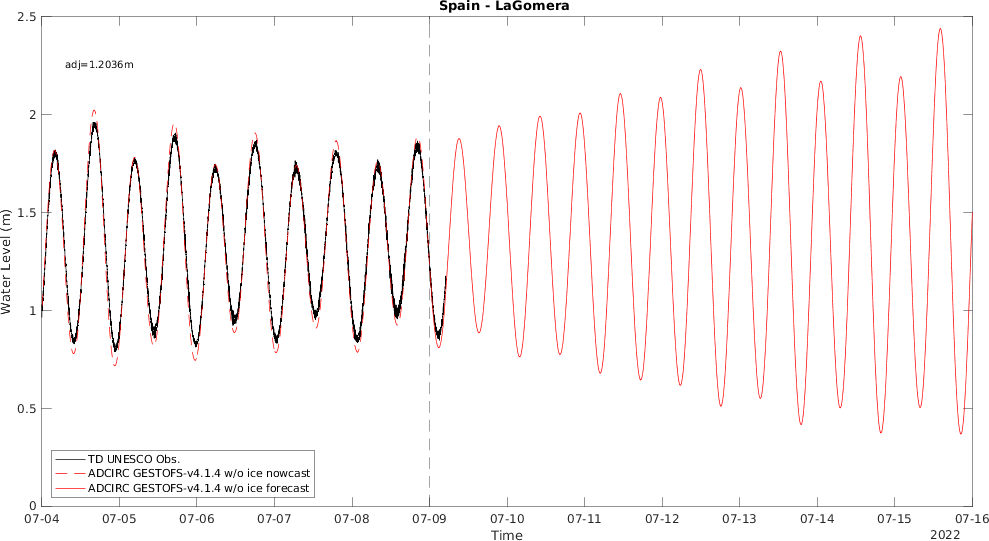 Spain - LaGomera
2.5
adj=1.2036m
2
1.5
Water Level (m)
1
0.5
TD UNESCO Obs.
ADCIRC GESTOFS-v4.1.4 w/o ice nowcast
ADCIRC GESTOFS-v4.1.4 w/o ice forecast
0
07-04 07-05 07-06 07-07 07-08 07-09 07-10 07-11 07-12 07-13 07-14 07-15 07-16
Time
2022